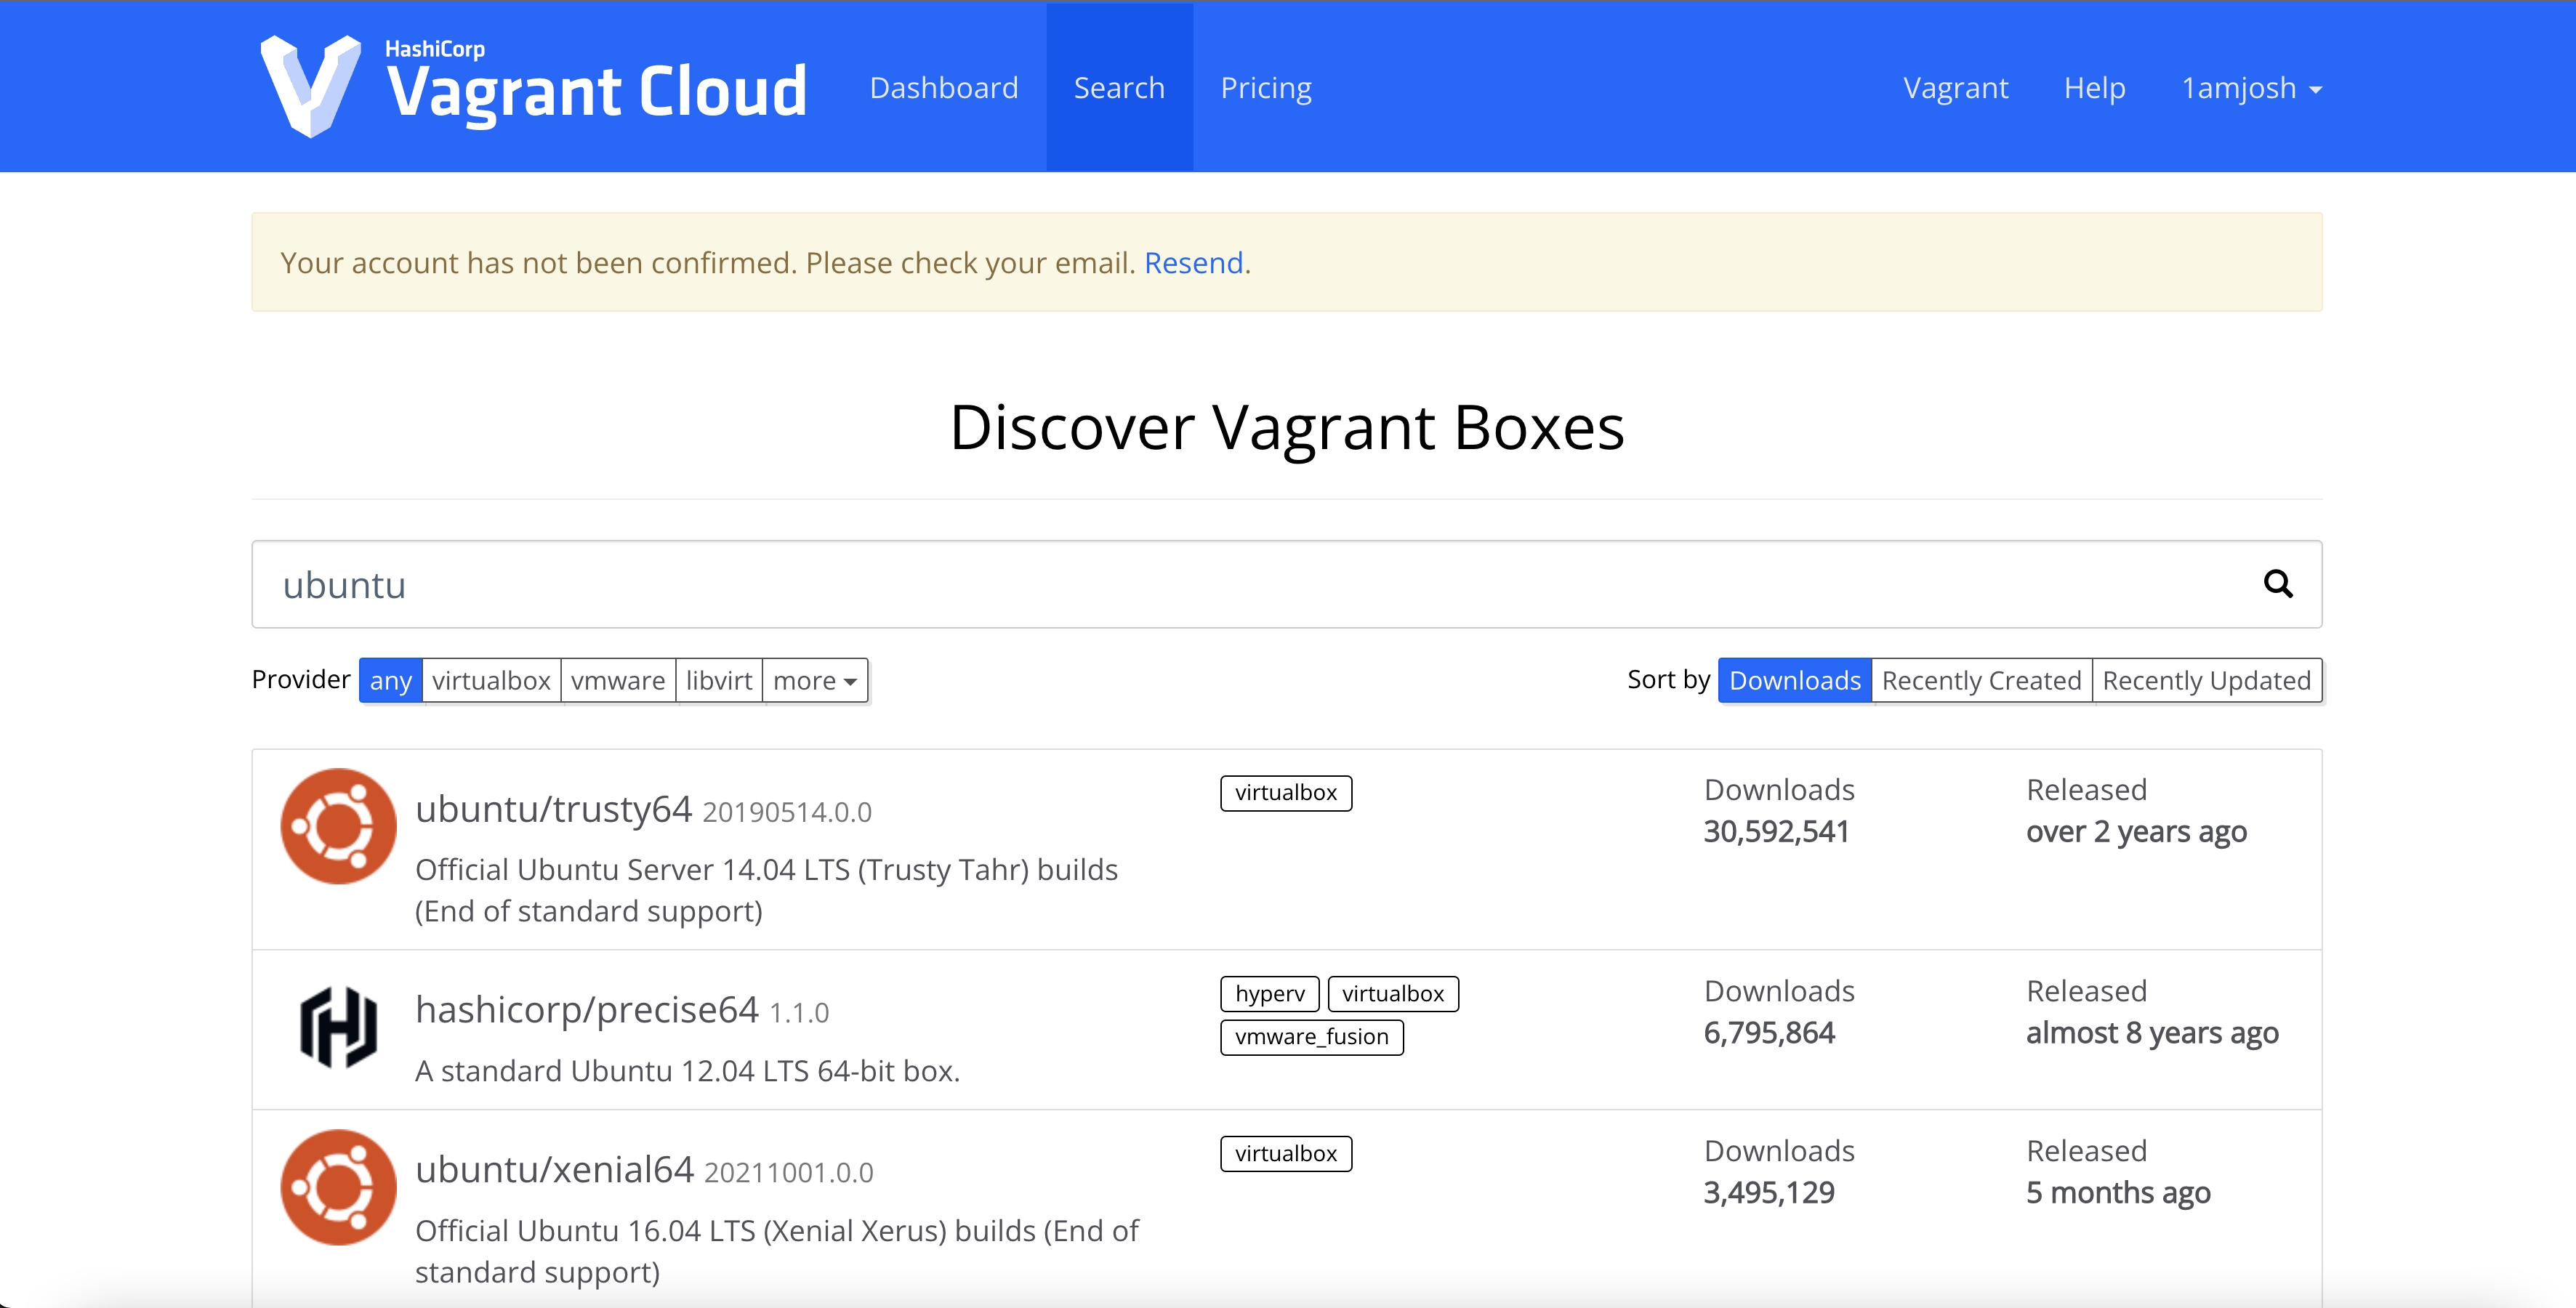 HashiCorp
Vagrant Cloud
Dashboard Search Pricing Vagrant Help 1amjosh
Your account has not been confirmed. Please check your email. Resend.
Discover Vagrant Boxes
ubuntu
Provider any virtualbox vmware libvirt more Sort by Downloads Recently Created Recently Updated
ubuntu/trusty64 20190514.0.0
Official Ubuntu Server 14.04 LTS (Trusty Tahr) builds
(End of standard support)
virtualbox
Downloads
30,592,541
Released
over 2 years ago
hashicorp/precise64 1.1.0
A standard Ubuntu 12.04 LTS 64-bit box.
hyperv virtualbox
vmware_fusion
Downloads
6,795,864
Released
almost 8 years ago
ubuntu/xenial64 20211001.0.0
Official Ubuntu 16.04 LTS (Xenial Xerus) builds (End of
standard support)
virtualbox
Downloads
3,495,129
Released
5 months ago